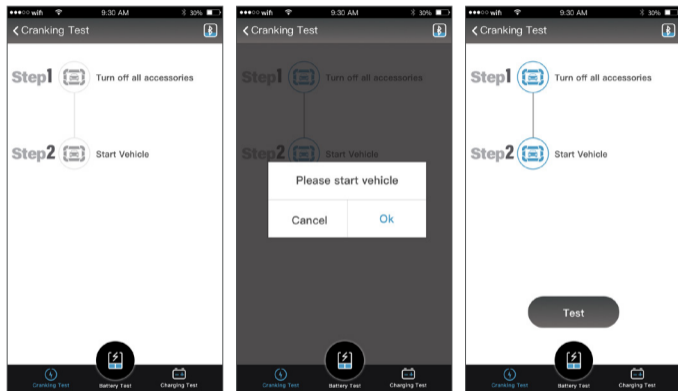 ●●●○○ wifi 9:30 AM 30%
Cranking Test
Step1 Turn off all accessories
Step2 Start Vehicle
Cranking Test Battery Test Charging Test
●●●○○ wifi 9:30 AM 30%
Cranking Test
Step1 Turn off all accessories
Step2 Start Vehicle
Please start vehicle
Cancel Ok
Cranking Test Battery Test Charging Test
●●●○○ wifi 9:30 AM 30%
Cranking Test
Step1 Turn off all accessories
Step2 Start Vehicle
Test
Cranking Test Battery Test Charging Test